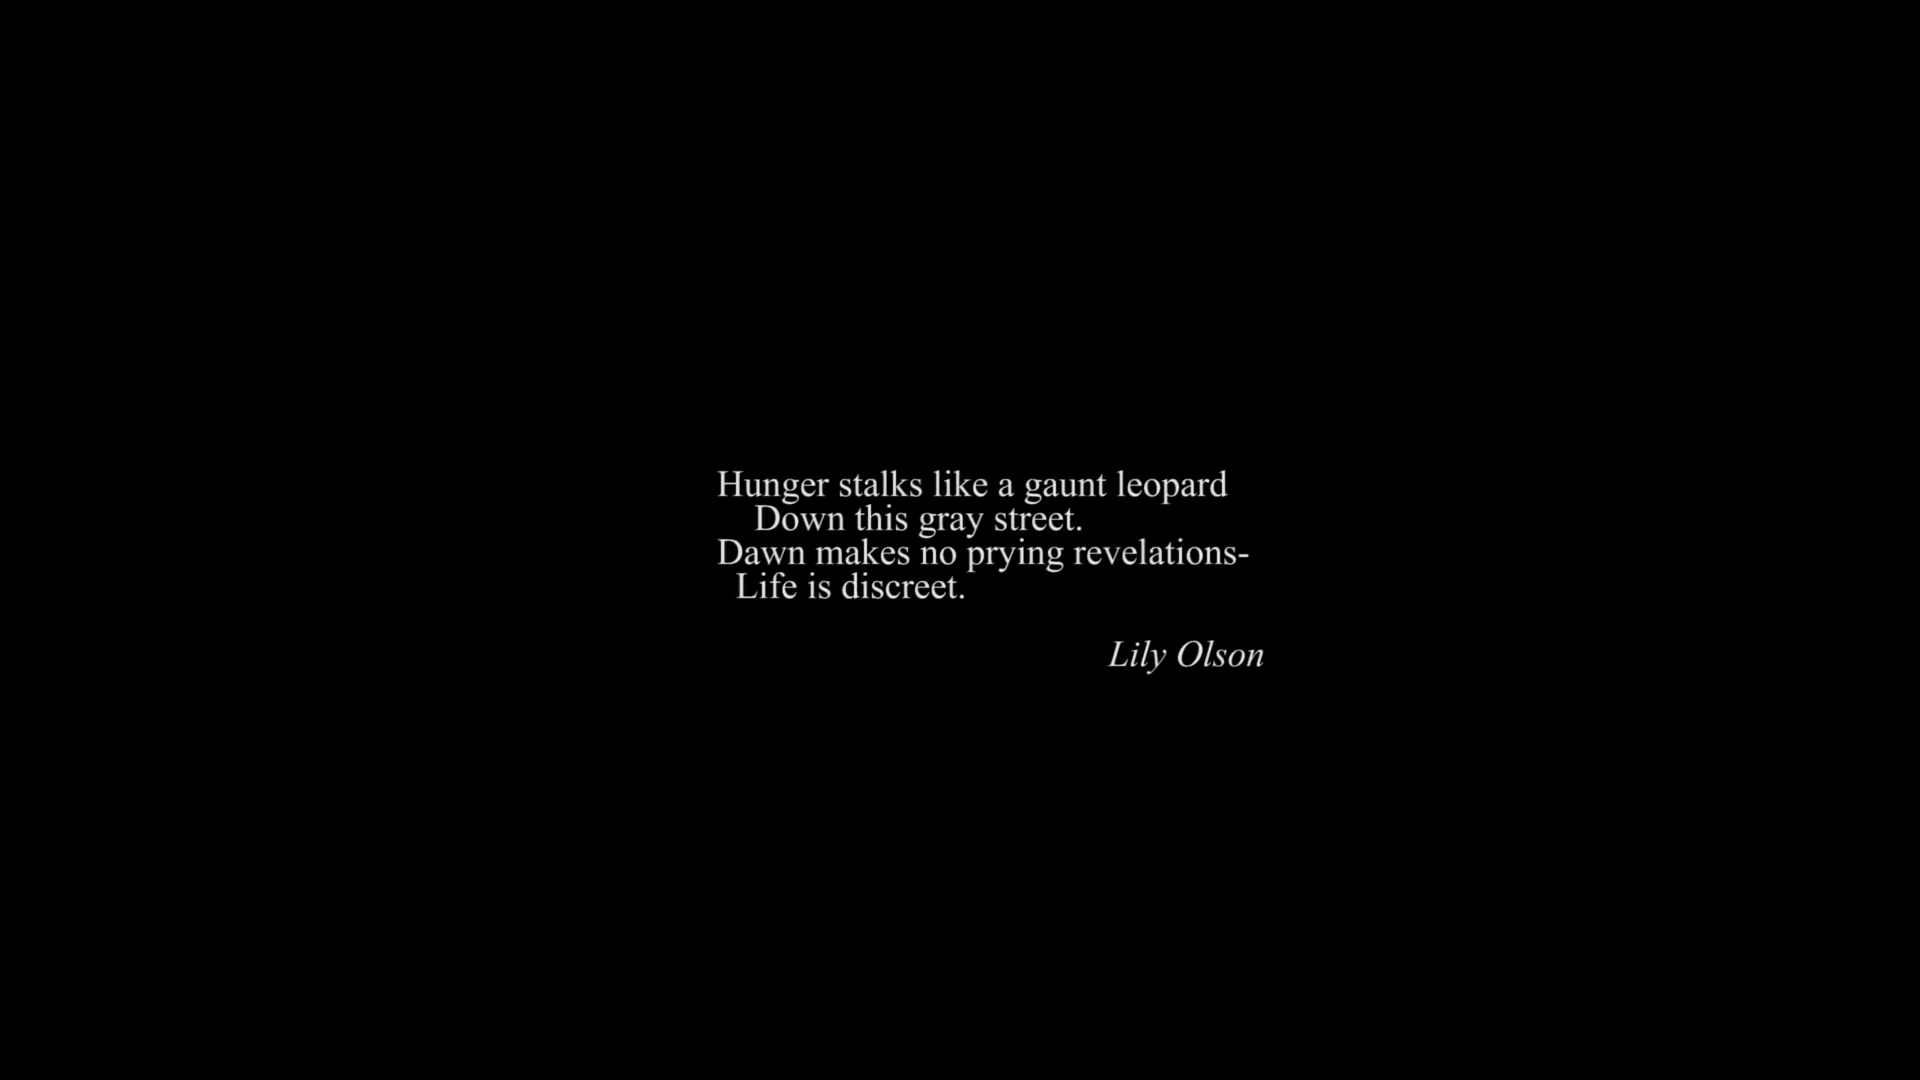 Hunger stalks like a gaunt leopard
Down this gray street.
Dawn makes no prying revelations-
Life is discreet.
Lily Olson